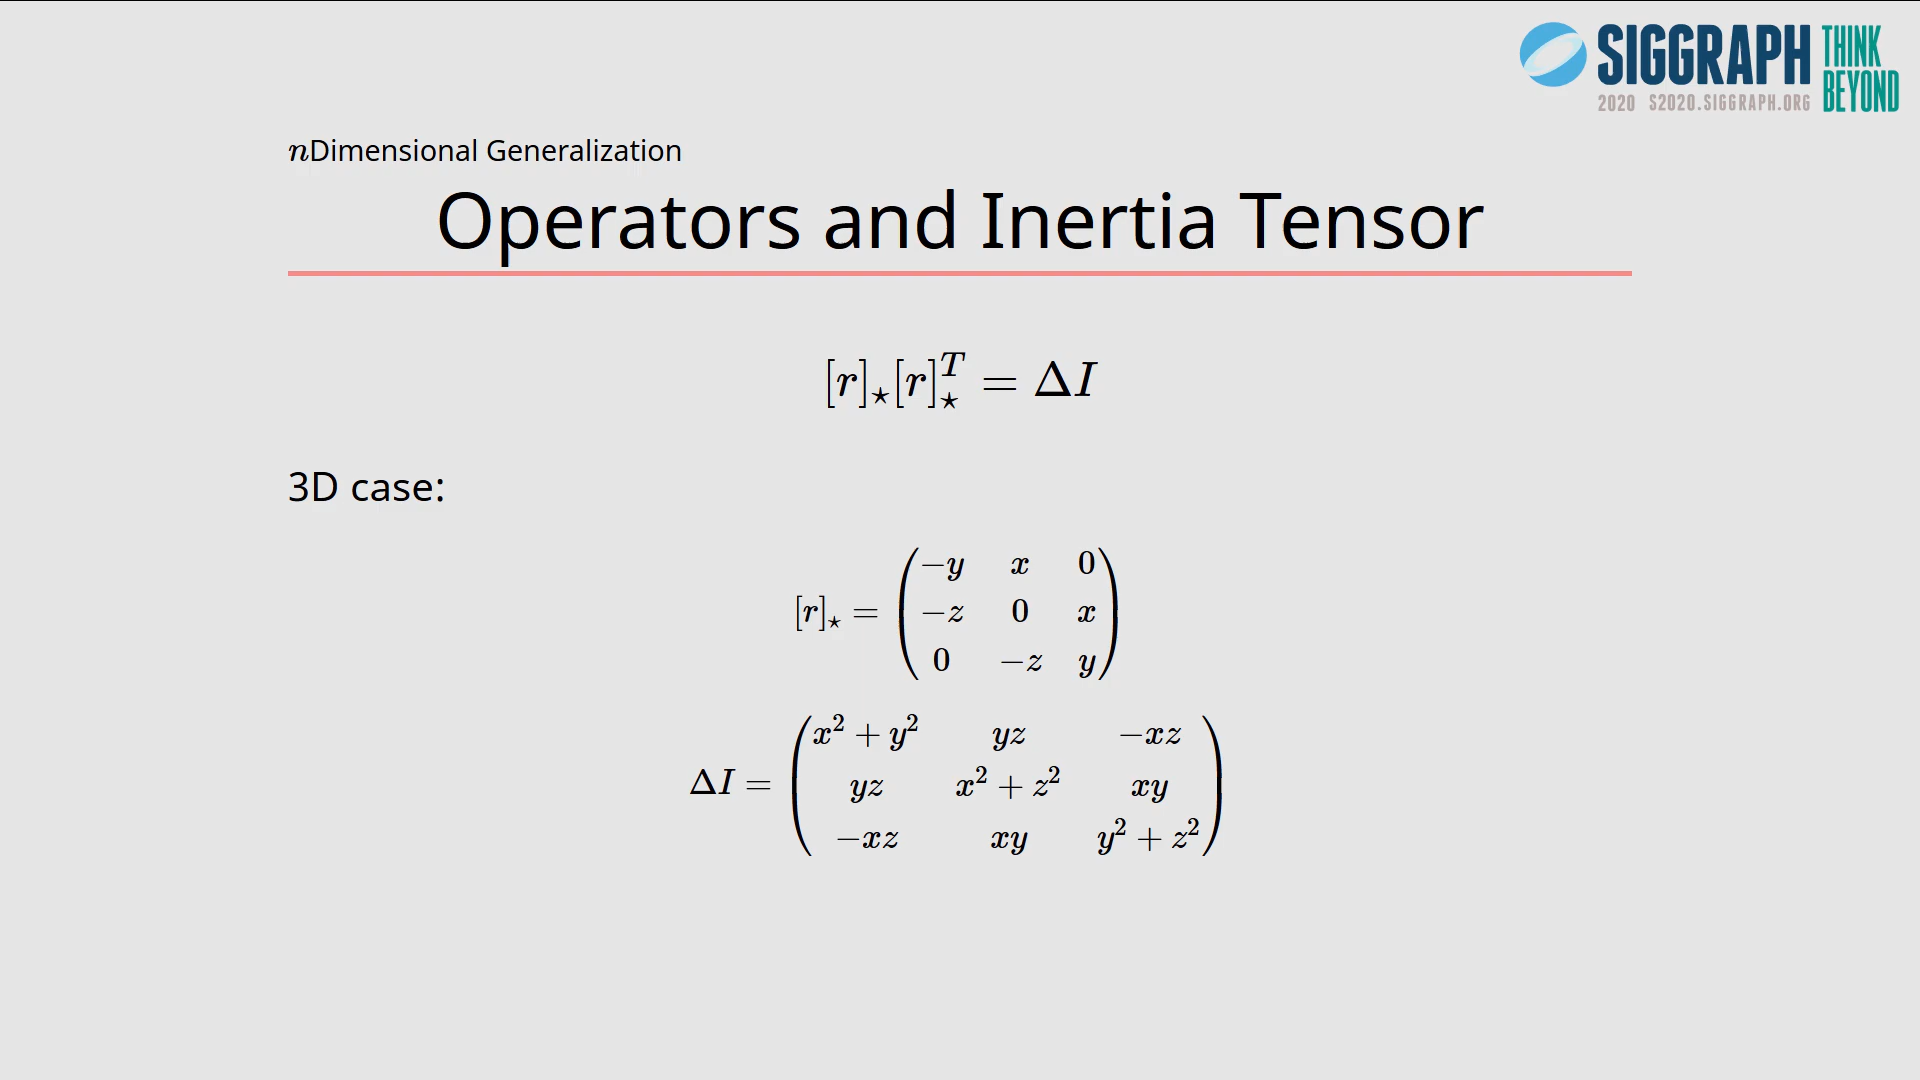 SIGGRAPH THINK BEYOND
2020 S2020.SIGGRAPH.ORG
nDimensional Generalization
Operators and Inertia Tensor
[r]⋆[r]⋆ᵀ = ΔI
3D case:
[r]⋆ = ( −y x 0
−z 0 x
0 −z y )
ΔI = ( x² + y² yz −xz
yz x² + z² xy
−xz xy y² + z² )